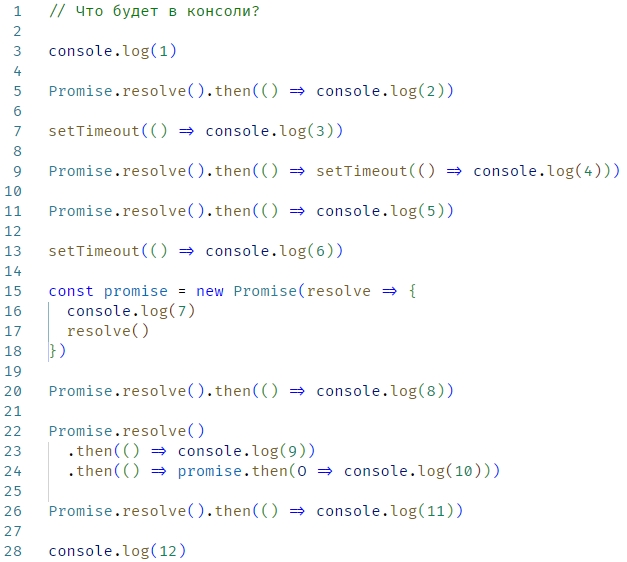 1 // Что будет в консоли?
2
3 console.log(1)
4
5 Promise.resolve().then(() => console.log(2))
6
7 setTimeout(() => console.log(3))
8
9 Promise.resolve().then(() => setTimeout(() => console.log(4)))
10
11 Promise.resolve().then(() => console.log(5))
12
13 setTimeout(() => console.log(6))
14
15 const promise = new Promise(resolve => {
16 console.log(7)
17 resolve()
18 })
19
20 Promise.resolve().then(() => console.log(8))
21
22 Promise.resolve()
23 .then(() => console.log(9))
24 .then(() => promise.then(O => console.log(10)))
25
26 Promise.resolve().then(() => console.log(11))
27
28 console.log(12)